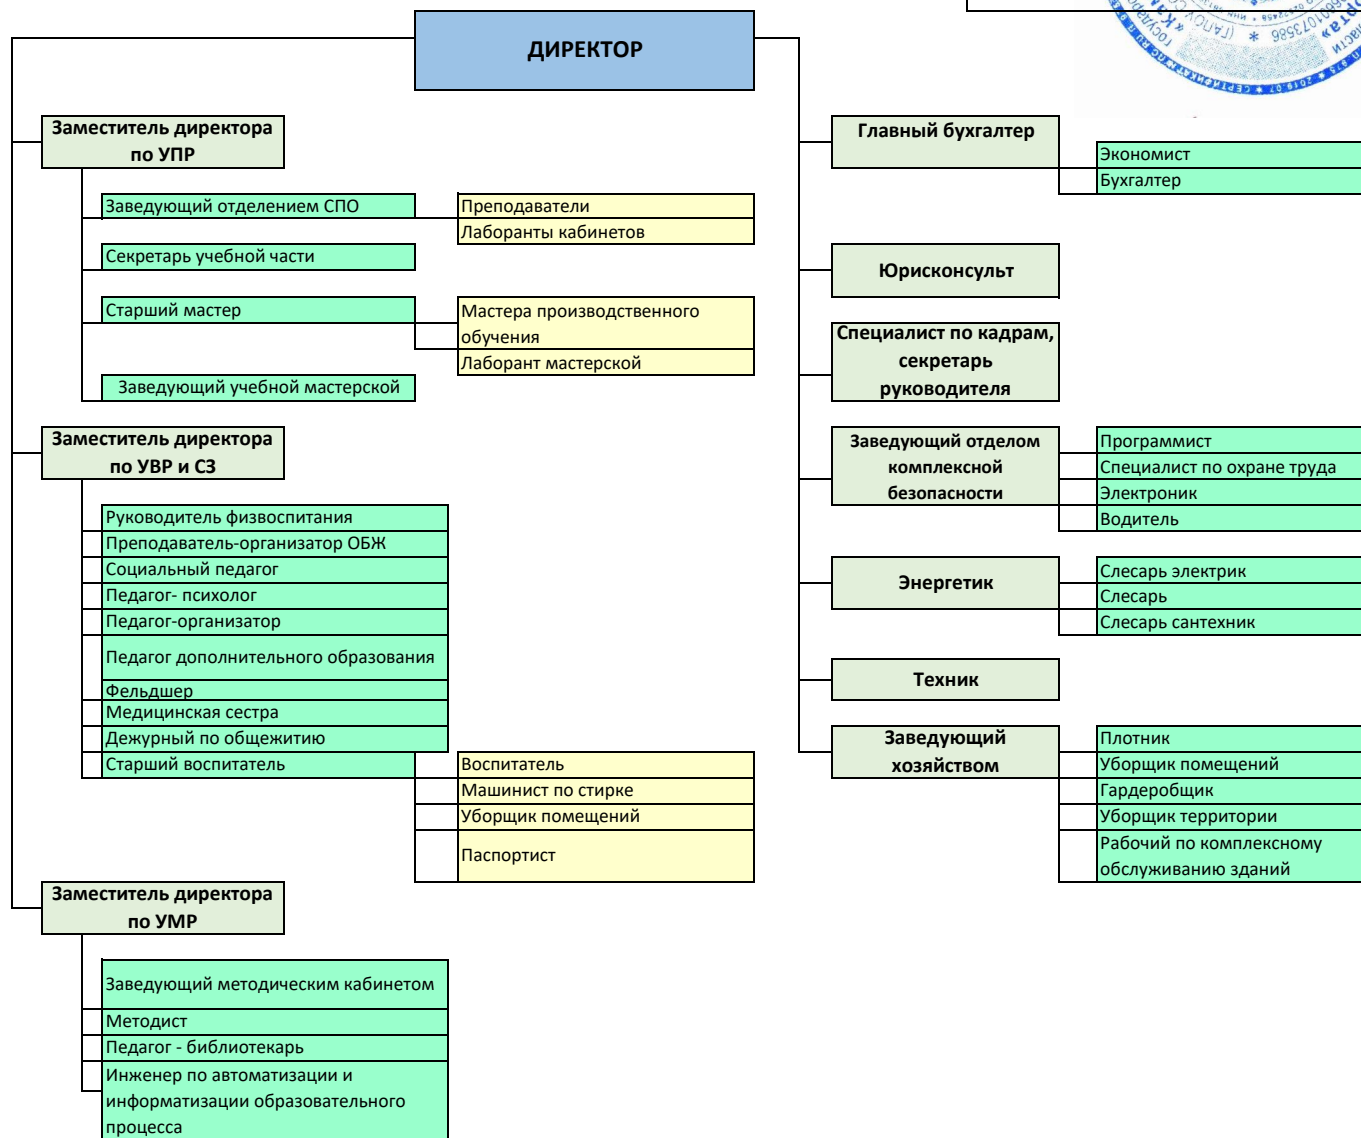 ДИРЕКТОР
Заместитель директора
по УПР
Заведующий отделением СПО
Преподаватели
Лаборанты кабинетов
Секретарь учебной части
Старший мастер
Мастера производственного
обучения
Лаборант мастерской
Заведующий учебной мастерской
Заместитель директора
по УВР и СЗ
Руководитель физвоспитания
Преподаватель-организатор ОБЖ
Социальный педагог
Педагог- психолог
Педагог-организатор
Педагог дополнительного образования
Фельдшер
Медицинская сестра
Дежурный по общежитию
Старший воспитатель
Воспитатель
Машинист по стирке
Уборщик помещений
Паспортист
Заместитель директора
по УМР
Заведующий методическим кабинетом
Методист
Педагог - библиотекарь
Инженер по автоматизации и
информатизации образовательного
процесса
Главный бухгалтер
Экономист
Бухгалтер
Юрисконсульт
Специалист по кадрам,
секретарь
руководителя
Заведующий отделом
комплексной
безопасности
Программист
Специалист по охране труда
Электроник
Водитель
Энергетик
Слесарь электрик
Слесарь
Слесарь сантехник
Техник
Заведующий
хозяйством
Плотник
Уборщик помещений
Гардеробщик
Уборщик территории
Рабочий по комплексному
обслуживанию зданий